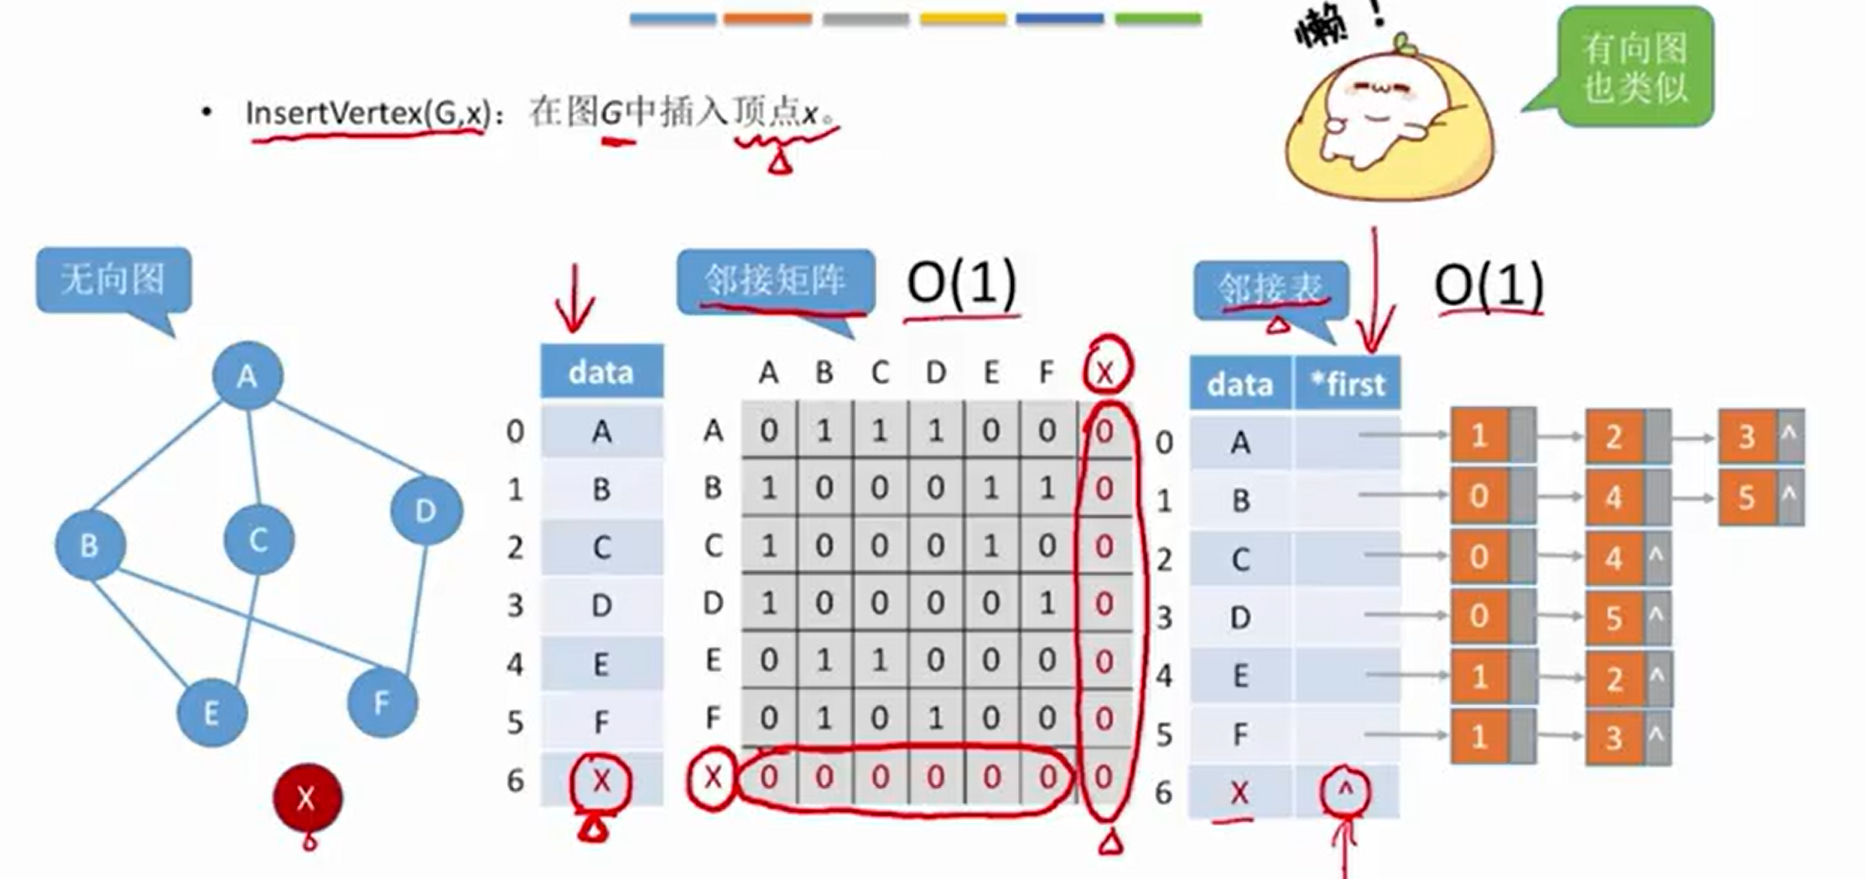 懒！
有向图
也类似
• InsertVertex(G,x)：在图G中插入顶点x。
无向图
邻接矩阵 O(1)
邻接表 O(1)
A
B
C
D
E
F
X
data
0 A
1 B
2 C
3 D
4 E
5 F
6 X
A B C D E F X
A 0 1 1 1 0 0 0
B 1 0 0 0 1 1 0
C 1 0 0 0 1 0 0
D 1 0 0 0 0 1 0
E 0 1 1 0 0 0 0
F 0 1 0 1 0 0 0
X 0 0 0 0 0 0 0
data *first
0 A 1 2 3 ^
1 B 0 4 5 ^
2 C 0 4 ^
3 D 0 5 ^
4 E 1 2 ^
5 F 1 3 ^
6 X ^